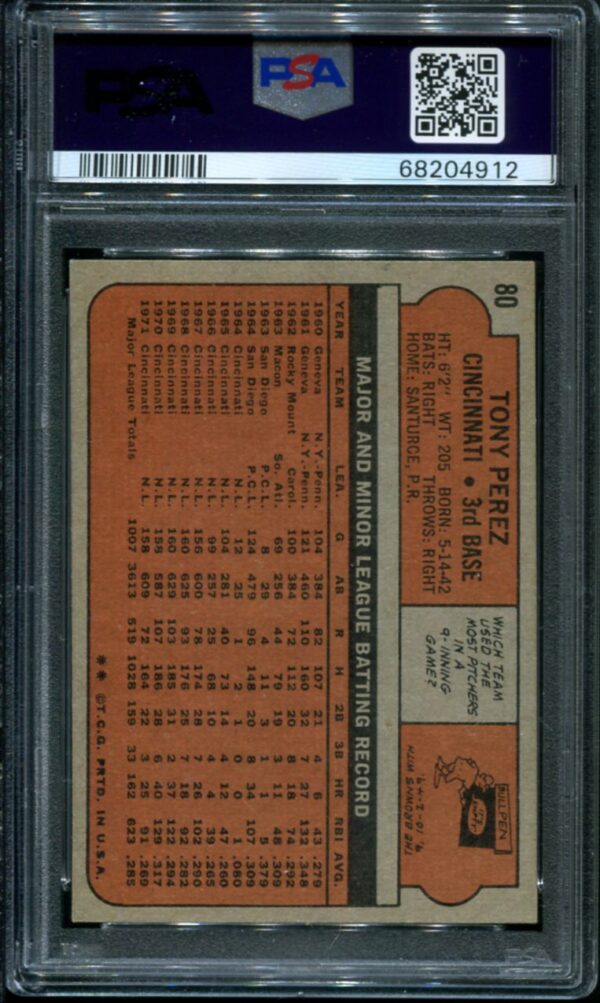 PSA
PSA
68204912
80
TONY PEREZ
CINCINNATI • 3rd BASE
HT: 6'2" WT: 205 BORN: 5-14-42
BATS: RIGHT THROWS: RIGHT
HOME: SANTURCE, P.R.
WHICH TEAM
USED THE
MOST PITCHERS
IN A
9-INNING
GAME?
BULLPEN
THE BROWNS WITH
9, 10-2-49.
MAJOR AND MINOR LEAGUE BATTING RECORD
YEAR TEAM LEA. G AB R H 2B 3B HR RBI AVG.
1960 Geneva N.Y.-Penn. 104 384 82 107 21 4 6 43 .279
1961 Geneva N.Y.-Penn. 121 460 110 160 32 7 27 132 .348
1962 Rocky Mount Carol. 100 384 72 112 20 8 18 74 .292
1963 Macon So. Atl. 69 256 44 79 19 3 11 48 .309
1963 San Diego P.C.L. 8 29 4 11 3 1 1 5 .379
1964 San Diego P.C.L. 124 479 96 148 20 8 34 107 .309
1964 Cincinnati N.L. 12 25 1 2 1 0 0 1 .080
1965 Cincinnati N.L. 104 281 40 73 14 4 12 47 .260
1966 Cincinnati N.L. 99 257 25 68 10 4 4 39 .265
1967 Cincinnati N.L. 156 600 78 174 28 7 26 102 .290
1968 Cincinnati N.L. 160 625 93 176 25 7 18 92 .282
1969 Cincinnati N.L. 160 629 103 185 31 2 37 122 .294
1970 Cincinnati N.L. 158 587 107 186 28 6 40 129 .317
1971 Cincinnati N.L. 158 609 72 164 22 3 25 91 .269
Major League Totals 1007 3613 519 1028 159 33 162 623 .285
** ©T.C.G. PRTD. IN U.S.A.